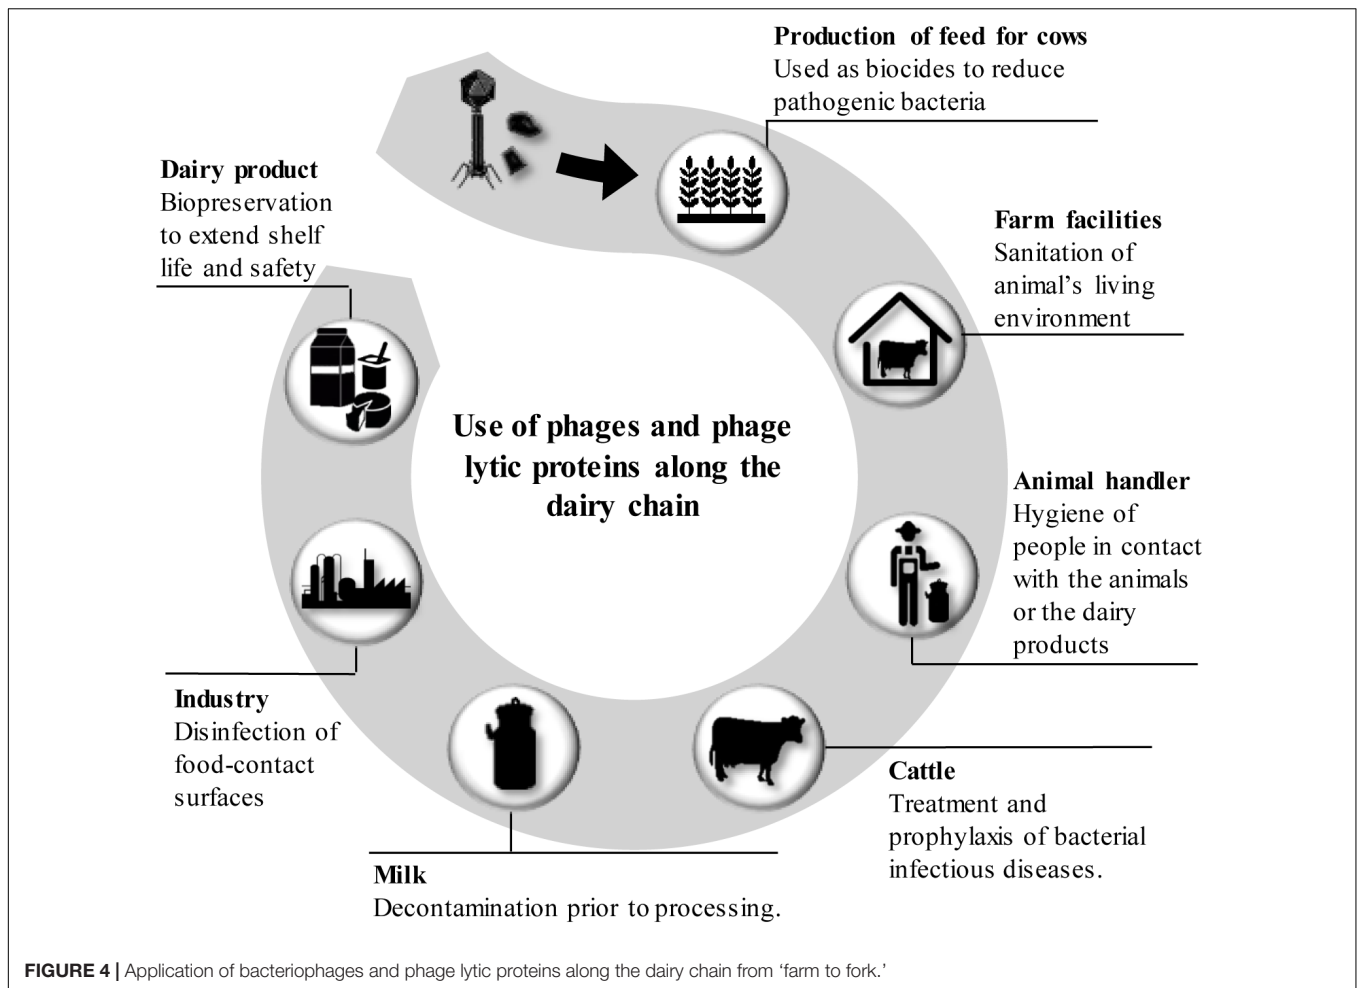 Production of feed for cows
Used as biocides to reduce
pathogenic bacteria
Farm facilities
Sanitation of
animal’s living
environment
Animal handler
Hygiene of
people in contact
with the animals
or the dairy
products
Cattle
Treatment and
prophylaxis of bacterial
infectious diseases.
Milk
Decontamination prior to processing.
Industry
Disinfection of
food-contact
surfaces
Dairy product
Biopreservation
to extend shelf
life and safety
Use of phages and phage
lytic proteins along the
dairy chain
FIGURE 4 | Application of bacteriophages and phage lytic proteins along the dairy chain from ‘farm to fork.’